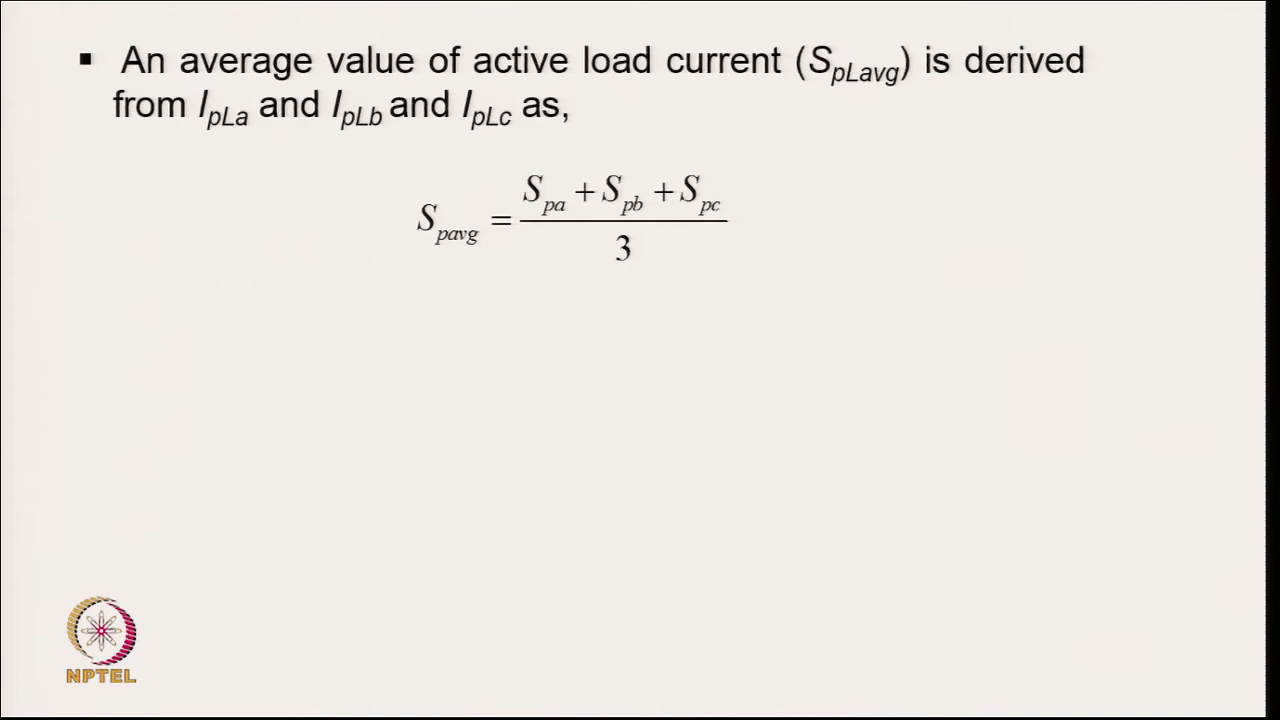 ▪ An average value of active load current (S_pLavg) is derived
from I_pLa and I_pLb and I_pLc as,
S_pavg = (S_pa + S_pb + S_pc) / 3
NPTEL